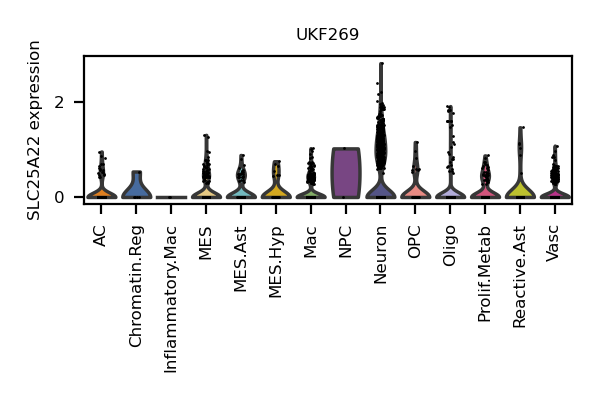 UKF269
SLC25A22 expression
2
0
AC
Chromatin.Reg
Inflammatory.Mac
MES
MES.Ast
MES.Hyp
Mac
NPC
Neuron
OPC
Oligo
Prolif.Metab
Reactive.Ast
Vasc